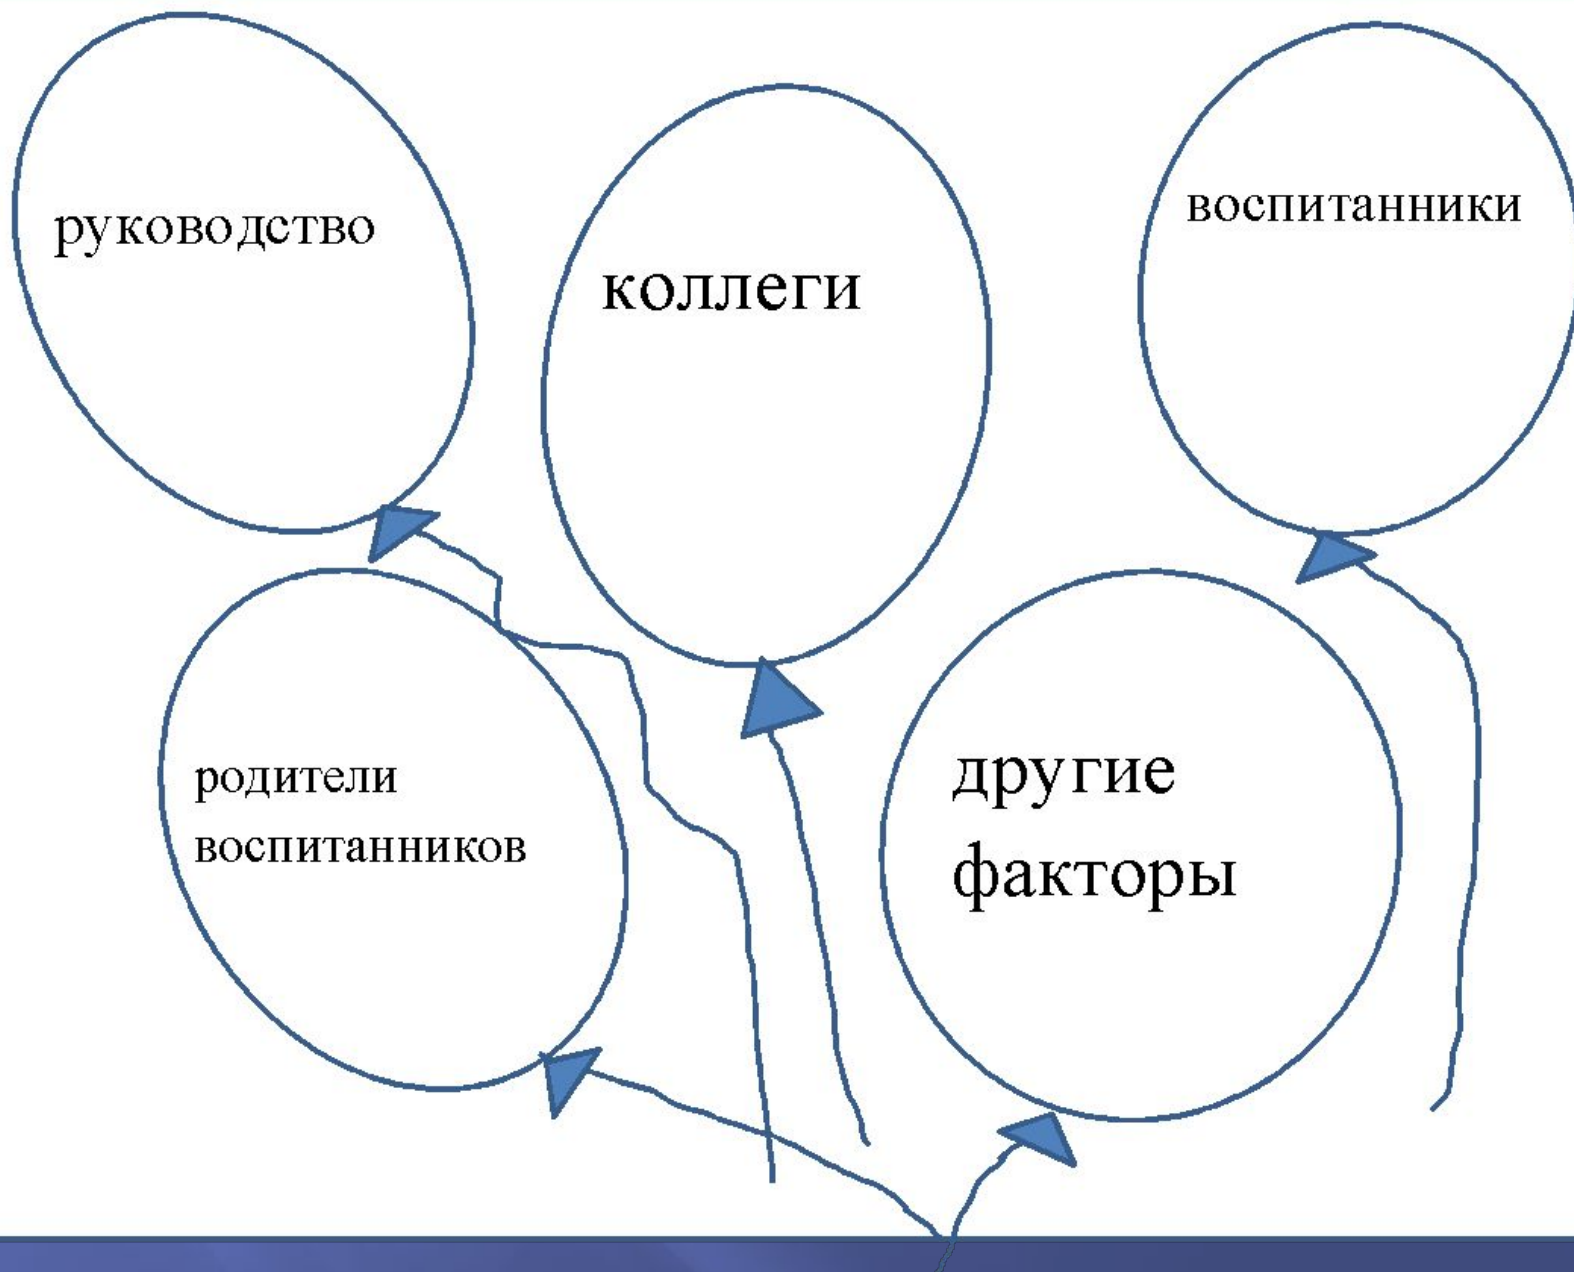 руководство
коллеги
воспитанники
родители
воспитанников
другие
факторы